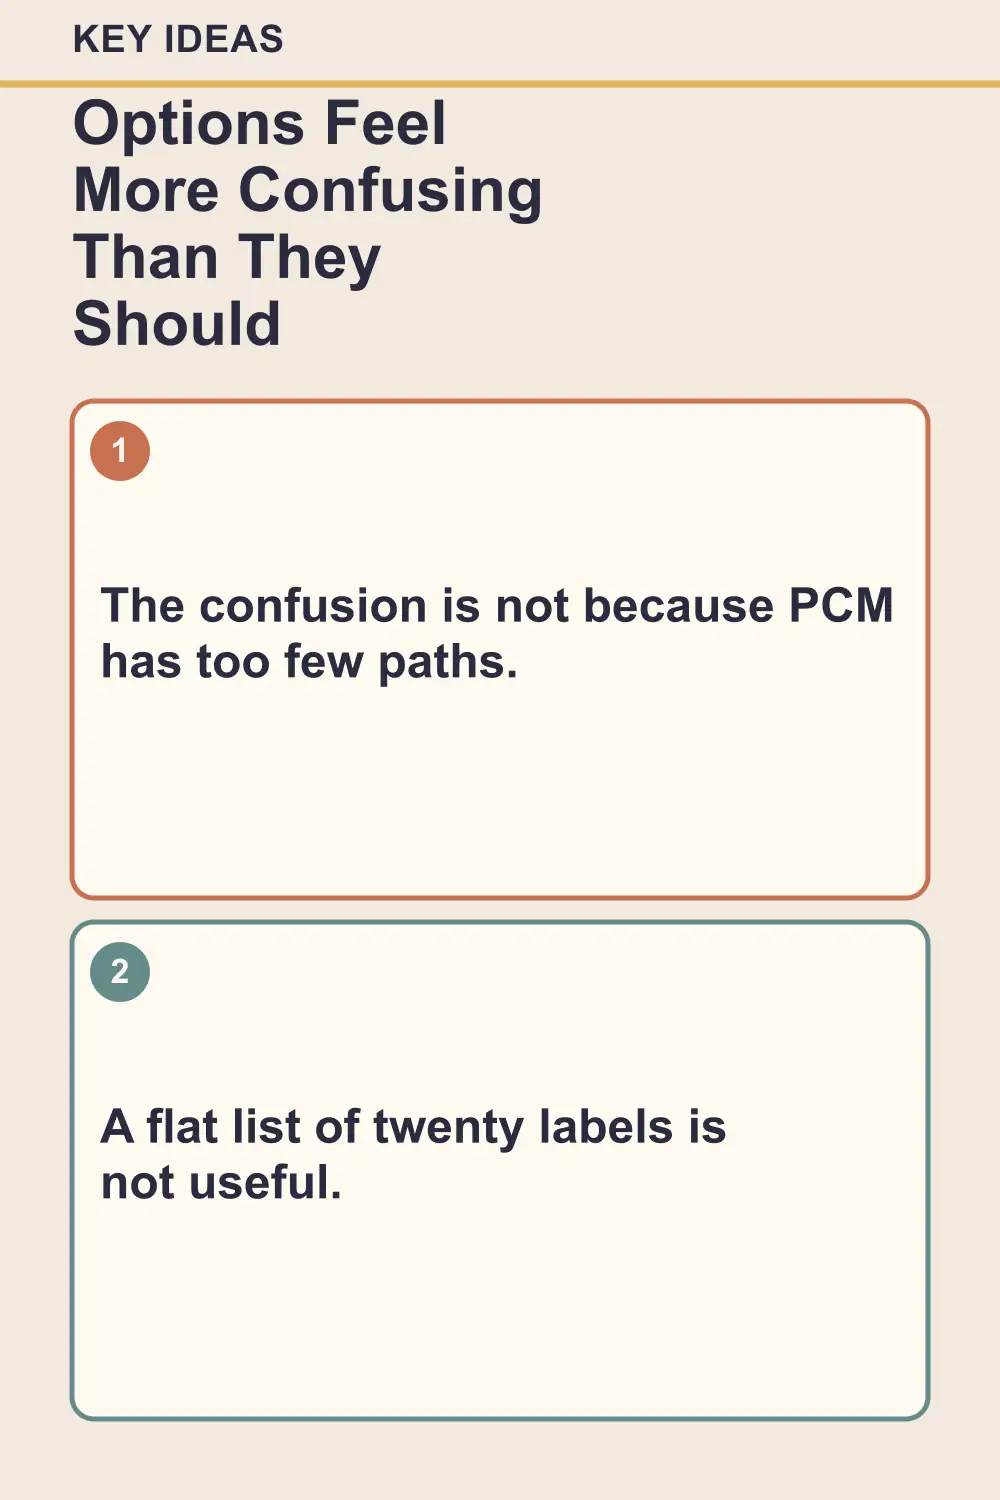 KEY IDEAS
Options Feel
More Confusing
Than They
Should
1
The confusion is not because PCM
has too few paths.
2
A flat list of twenty labels is
not useful.